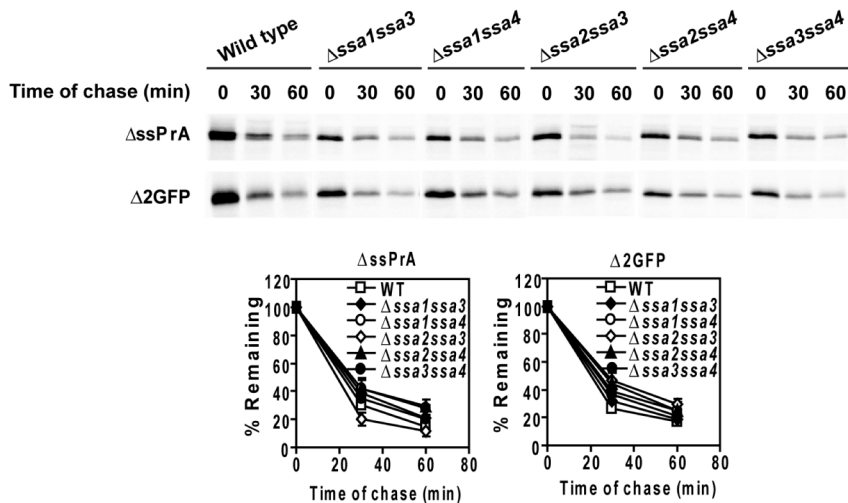 Wild type Δssa1ssa3 Δssa1ssa4 Δssa2ssa3 Δssa2ssa4 Δssa3ssa4
Time of chase (min) 0 30 60 0 30 60 0 30 60 0 30 60 0 30 60 0 30 60
ΔssPrA
Δ2GFP
ΔssPrA
% Remaining
120
100
80
60
40
20
0
WT
Δssa1ssa3
Δssa1ssa4
Δssa2ssa3
Δssa2ssa4
Δssa3ssa4
0 20 40 60 80
Time of chase (min)
Δ2GFP
% Remaining
120
100
80
60
40
20
0
WT
Δssa1ssa3
Δssa1ssa4
Δssa2ssa3
Δssa2ssa4
Δssa3ssa4
0 20 40 60 80
Time of chase (min)